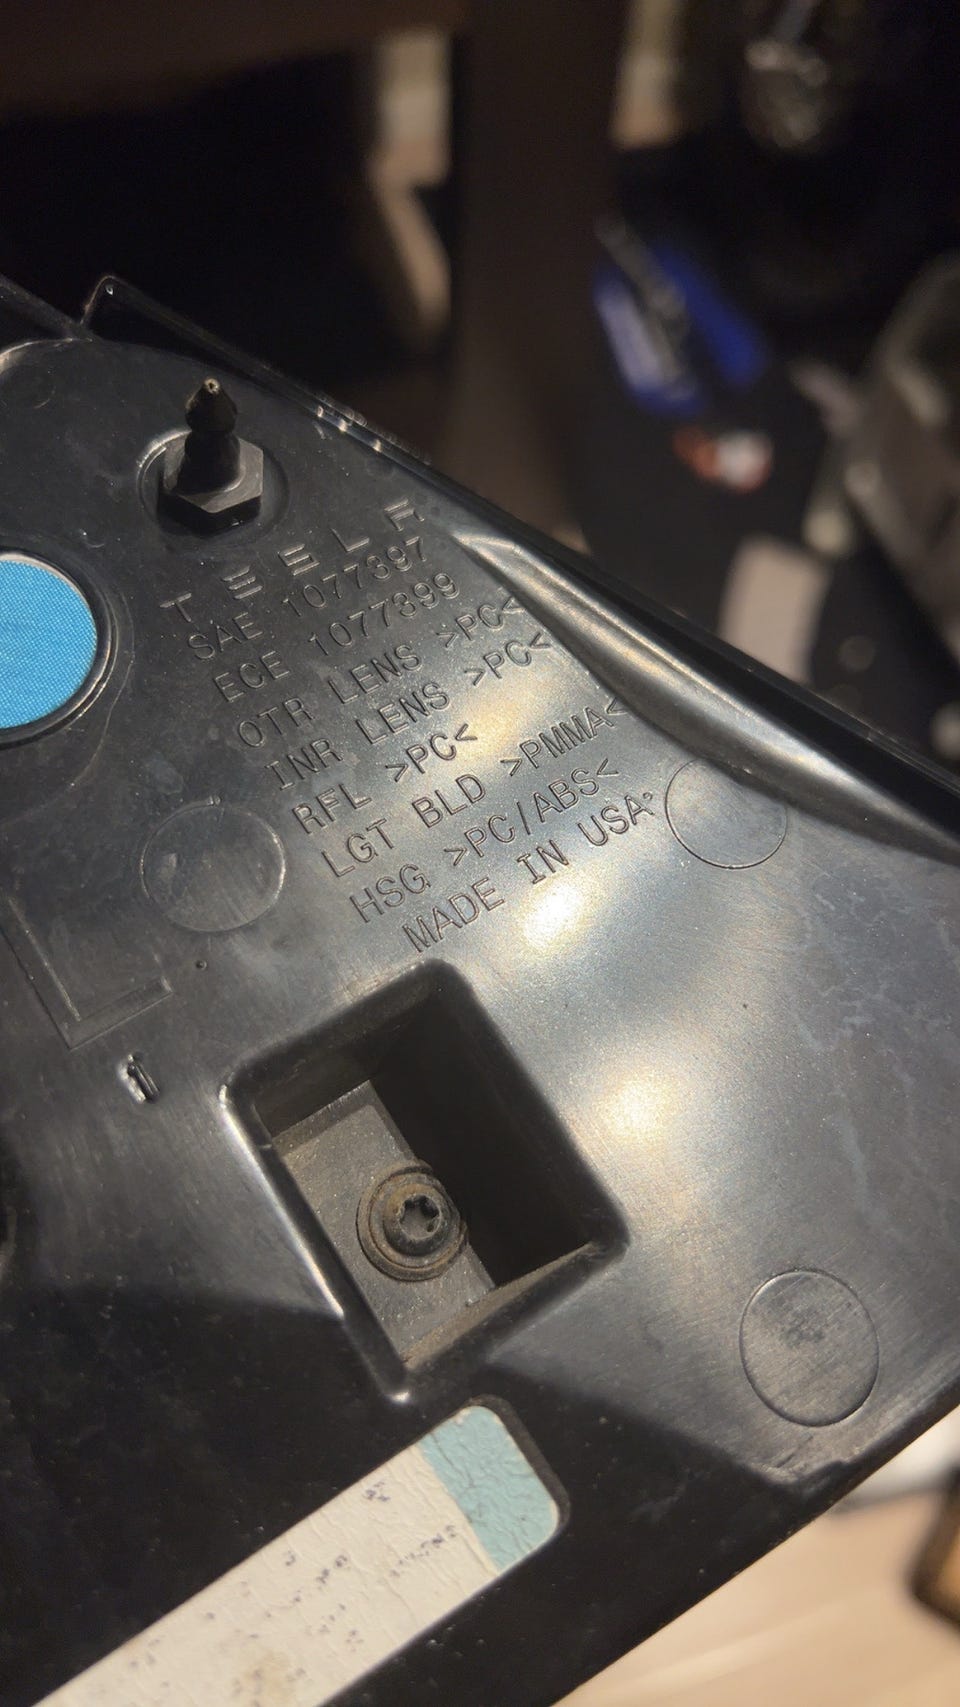 TESLA
SAE 1077397
ECE 1077399
OTR LENS >PC<
INR LENS >PC<
RFL >PC<
LGT BLD >PMMA<
HSG >PC/ABS<
MADE IN USA